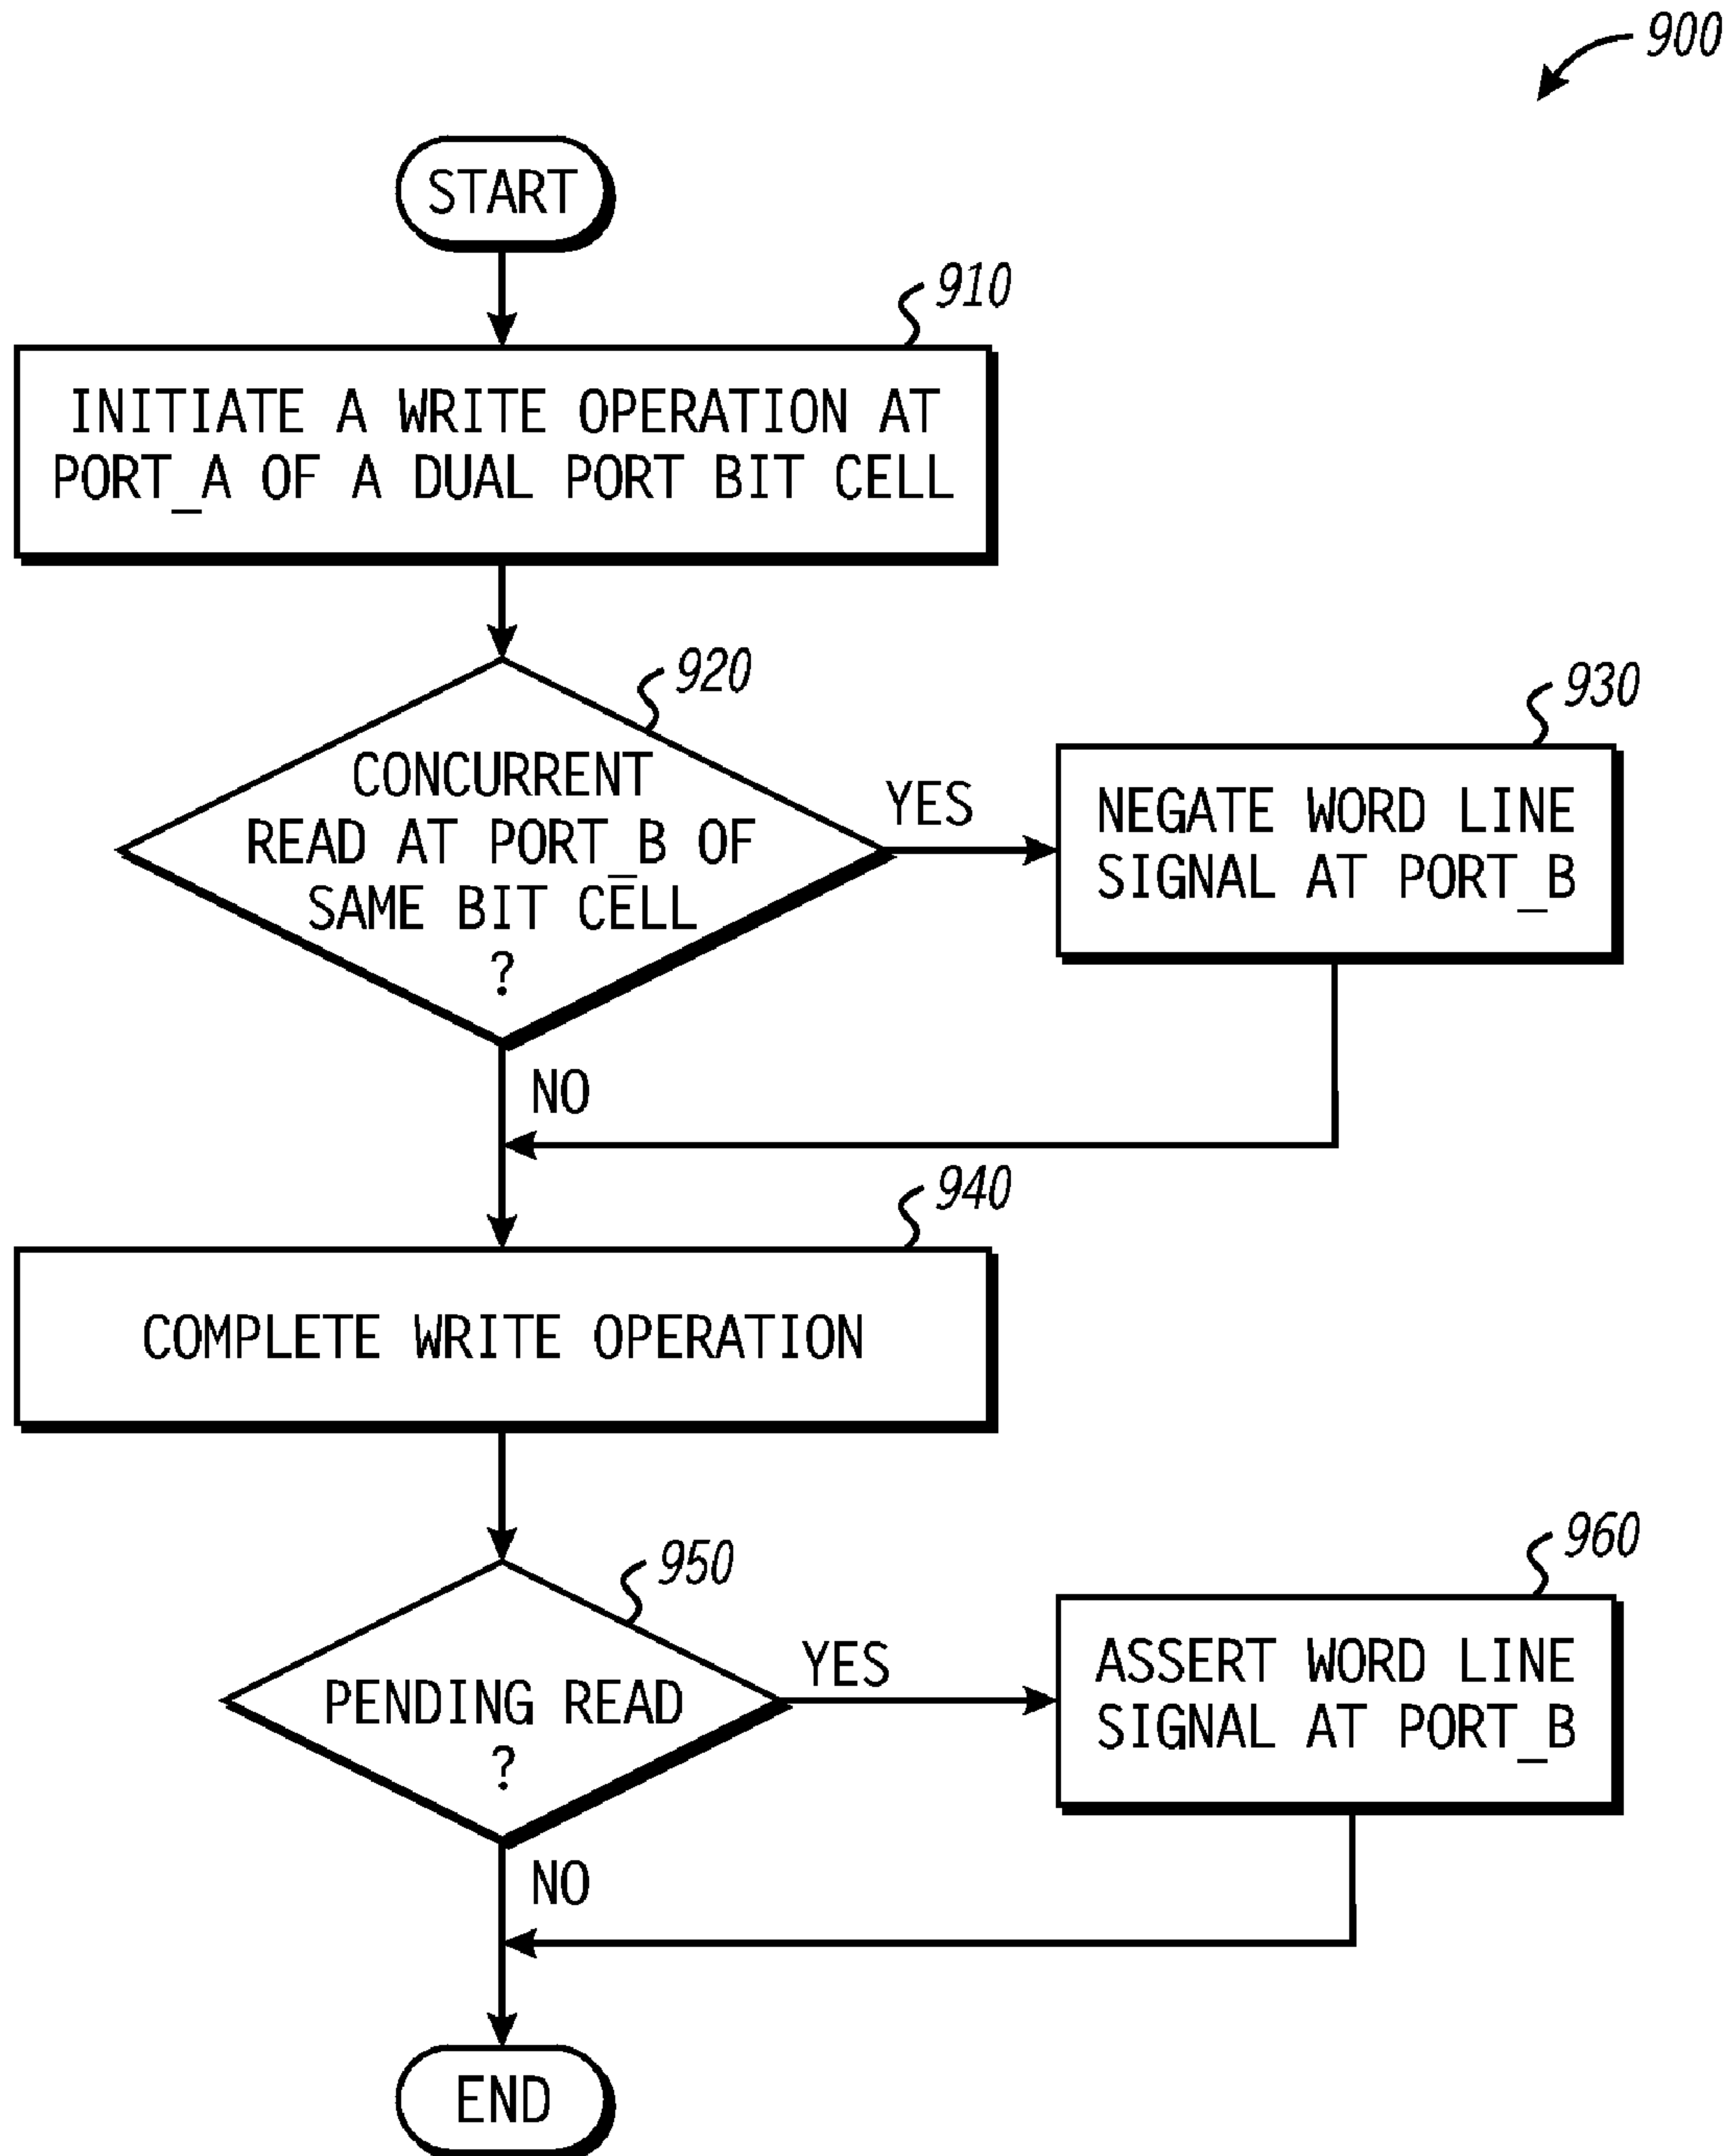 900
START
910
INITIATE A WRITE OPERATION AT
PORT_A OF A DUAL PORT BIT CELL
920
CONCURRENT
READ AT PORT_B OF
SAME BIT CELL
?
YES
930
NEGATE WORD LINE
SIGNAL AT PORT_B
NO
940
COMPLETE WRITE OPERATION
950
PENDING READ
?
YES
960
ASSERT WORD LINE
SIGNAL AT PORT_B
NO
END